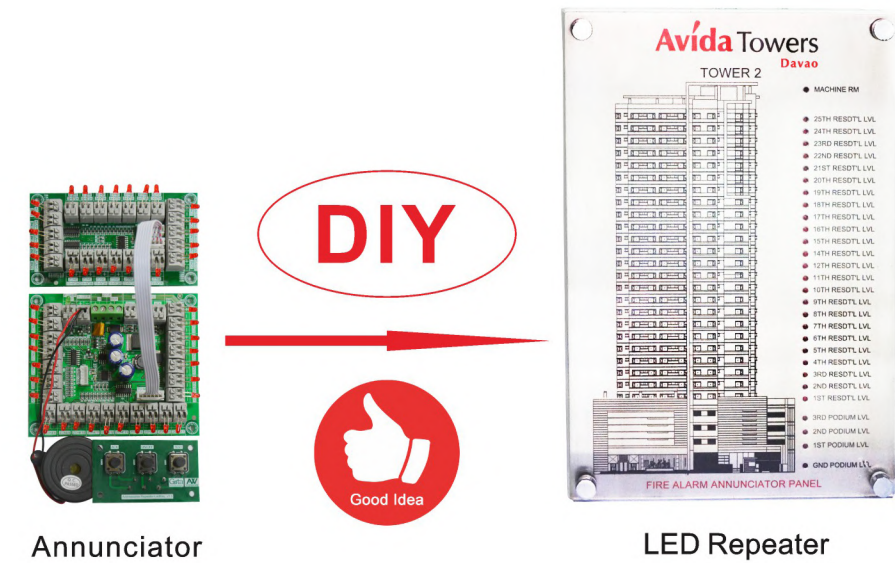 DIY
Good Idea
Annunciator
Avida Towers
Davao
TOWER 2
MACHINE RM
25TH RESDT'L LVL
24TH RESDT'L LVL
23RD RESDT'L LVL
22ND RESDT'L LVL
21ST RESDT'L LVL
20TH RESDT'L LVL
19TH RESDT'L LVL
18TH RESDT'L LVL
17TH RESDT'L LVL
16TH RESDT'L LVL
15TH RESDT'L LVL
14TH RESDT'L LVL
12TH RESDT'L LVL
11TH RESDT'L LVL
10TH RESDT'L LVL
9TH RESDT'L LVL
8TH RESDT'L LVL
7TH RESDT'L LVL
6TH RESDT'L LVL
5TH RESDT'L LVL
4TH RESDT'L LVL
3RD RESDT'L LVL
2ND RESDT'L LVL
1ST RESDT'L LVL
3RD PODIUM LVL
2ND PODIUM LVL
1ST PODIUM LVL
GND PODIUM LVL
FIRE ALARM ANNUNCIATOR PANEL
LED Repeater